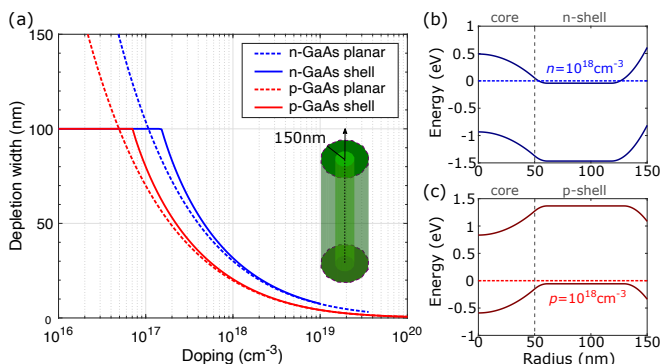 (a)
150
100
50
0
Depletion width (nm)
10^16
10^17
10^18
10^19
10^20
Doping (cm^-3)
n-GaAs planar
n-GaAs shell
p-GaAs planar
p-GaAs shell
150nm
(b)
core
n-shell
1
0.5
0
-0.5
-1
-1.5
Energy (eV)
n=10^18cm^-3
0
50
100
150
(c)
core
p-shell
1.5
1
0.5
0
-0.5
-1
Energy (eV)
p=10^18cm^-3
0
50
100
150
Radius (nm)